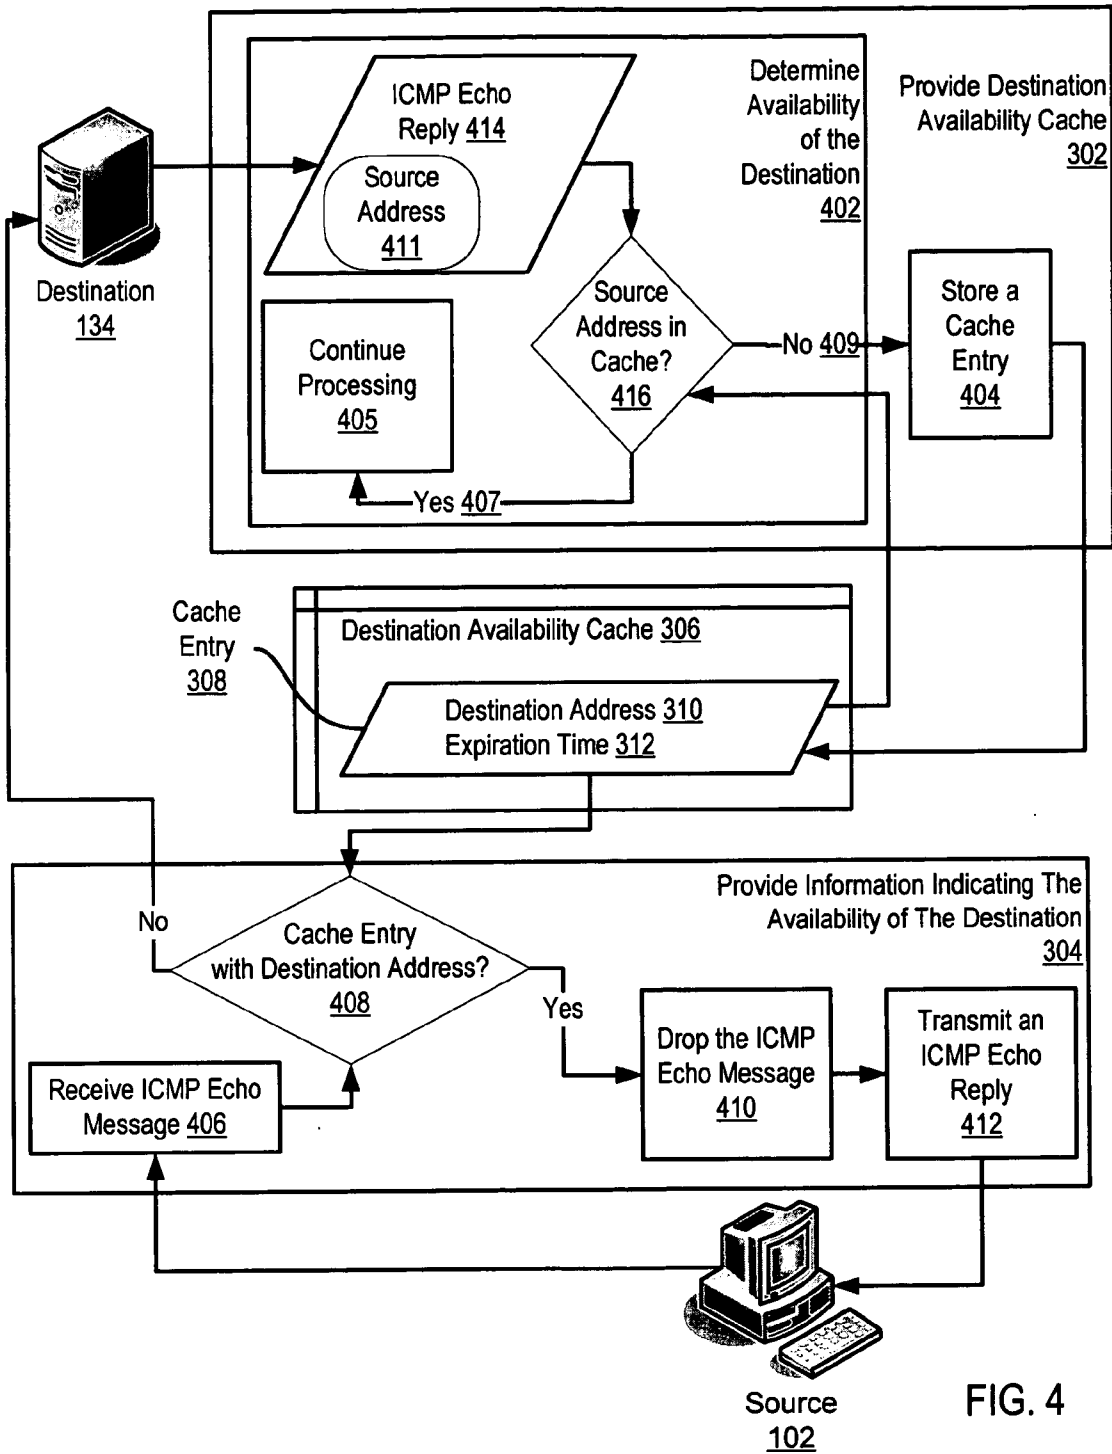 Provide Destination
Availability Cache
302
Determine
Availability
of the
Destination
402
ICMP Echo
Reply 414
Source
Address
411
Destination
134
Source
Address in
Cache?
416
No 409
Store a
Cache
Entry
404
Continue
Processing
405
Yes 407
Cache
Entry
308
Destination Availability Cache 306
Destination Address 310
Expiration Time 312
Provide Information Indicating The
Availability of The Destination
304
No
Cache Entry
with Destination Address?
408
Yes
Drop the ICMP
Echo Message
410
Transmit an
ICMP Echo
Reply
412
Receive ICMP Echo
Message 406
Source
102
FIG. 4